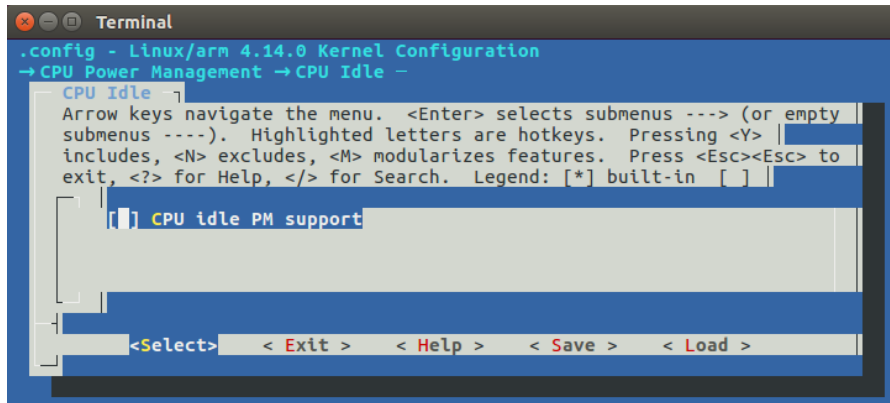 Terminal
.config - Linux/arm 4.14.0 Kernel Configuration
→ CPU Power Management → CPU Idle ─
CPU Idle
Arrow keys navigate the menu.  <Enter> selects submenus ---> (or empty
submenus ----).  Highlighted letters are hotkeys.  Pressing <Y>
includes, <N> excludes, <M> modularizes features.  Press <Esc><Esc> to
exit, <?> for Help, </> for Search.  Legend: [*] built-in  [ ]
[ ] CPU idle PM support
<Select>    < Exit >    < Help >    < Save >    < Load >